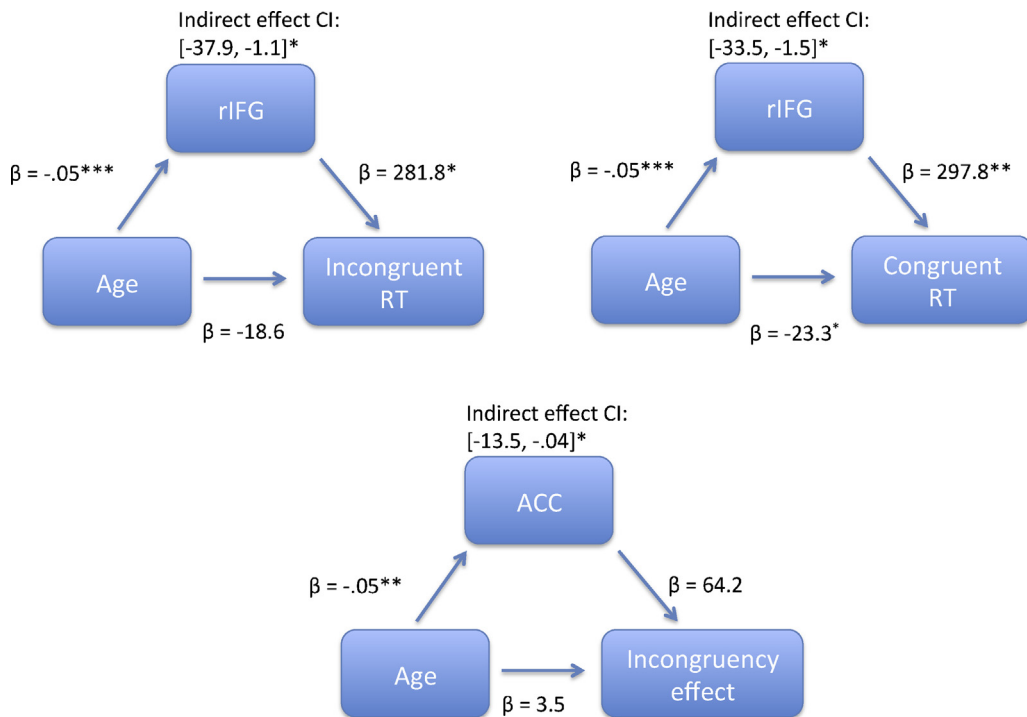 Indirect effect CI:
[-37.9, -1.1]*
rIFG
β = -.05***
β = 281.8*
Age
Incongruent
RT
β = -18.6
Indirect effect CI:
[-33.5, -1.5]*
rIFG
β = -.05***
β = 297.8**
Age
Congruent
RT
β = -23.3*
Indirect effect CI:
[-13.5, -.04]*
ACC
β = -.05**
β = 64.2
Age
Incongruency
effect
β = 3.5